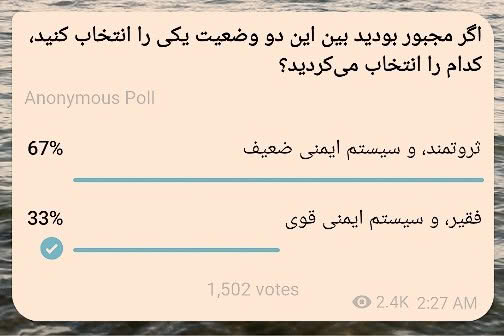 اگر مجبور بودید بین این دو وضعیت یکی را انتخاب کنید،
کدام را انتخاب می‌کردید؟
Anonymous Poll
67% ثروتمند، و سیستم ایمنی ضعیف
33% فقیر، و سیستم ایمنی قوی
1,502 votes
2.4K 2:27 AM